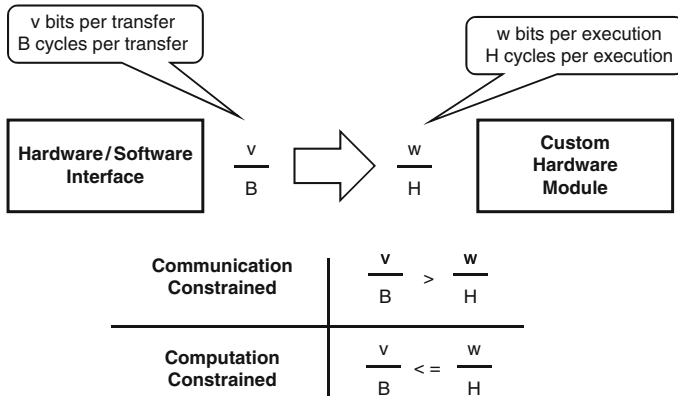 v bits per transfer
B cycles per transfer
w bits per execution
H cycles per execution
Hardware / Software
Interface
v
B
w
H
Custom
Hardware
Module
Communication
Constrained
v
B
>
w
H
Computation
Constrained
v
B
< =
w
H